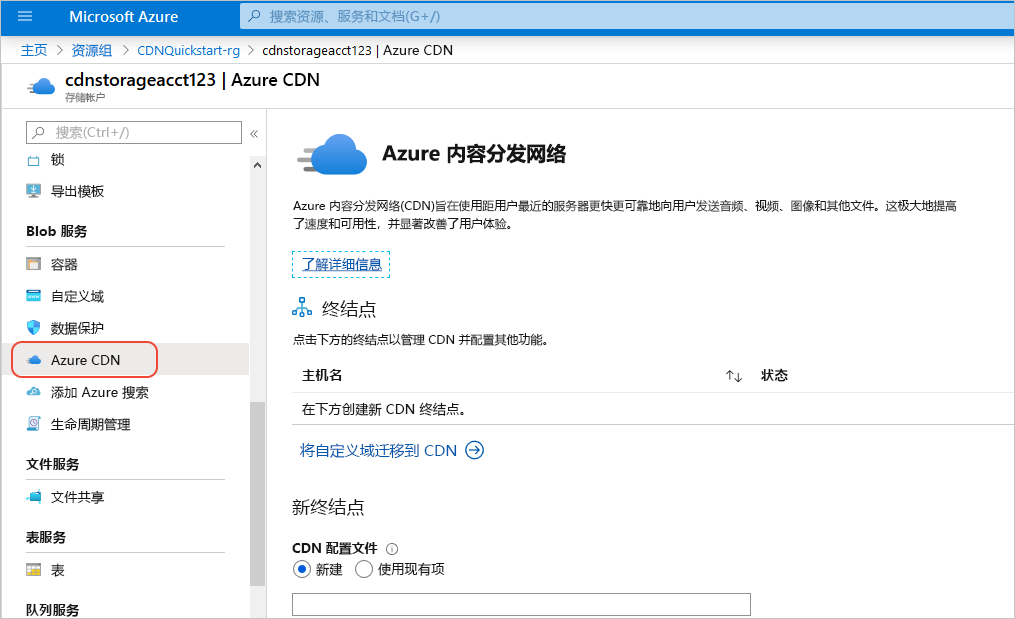 Microsoft Azure
搜索资源、服务和文档(G+/)
主页 > 资源组 > CDNQuickstart-rg > cdnstorageacct123 | Azure CDN
cdnstorageacct123 | Azure CDN
存储帐户
搜索(Ctrl+/)
«
锁
导出模板
Blob 服务
容器
自定义域
数据保护
Azure CDN
添加 Azure 搜索
生命周期管理
文件服务
文件共享
表服务
表
队列服务
Azure 内容分发网络
Azure 内容分发网络(CDN)旨在使用距用户最近的服务器更快更可靠地向用户发送音频、视频、图像和其他文件。这极大地提高
了速度和可用性，并显著改善了用户体验。
了解详细信息
终结点
点击下方的终结点以管理 CDN 并配置其他功能。
主机名 ↑↓ 状态
在下方创建新 CDN 终结点。
将自定义域迁移到 CDN
新终结点
CDN 配置文件
新建 使用现有项